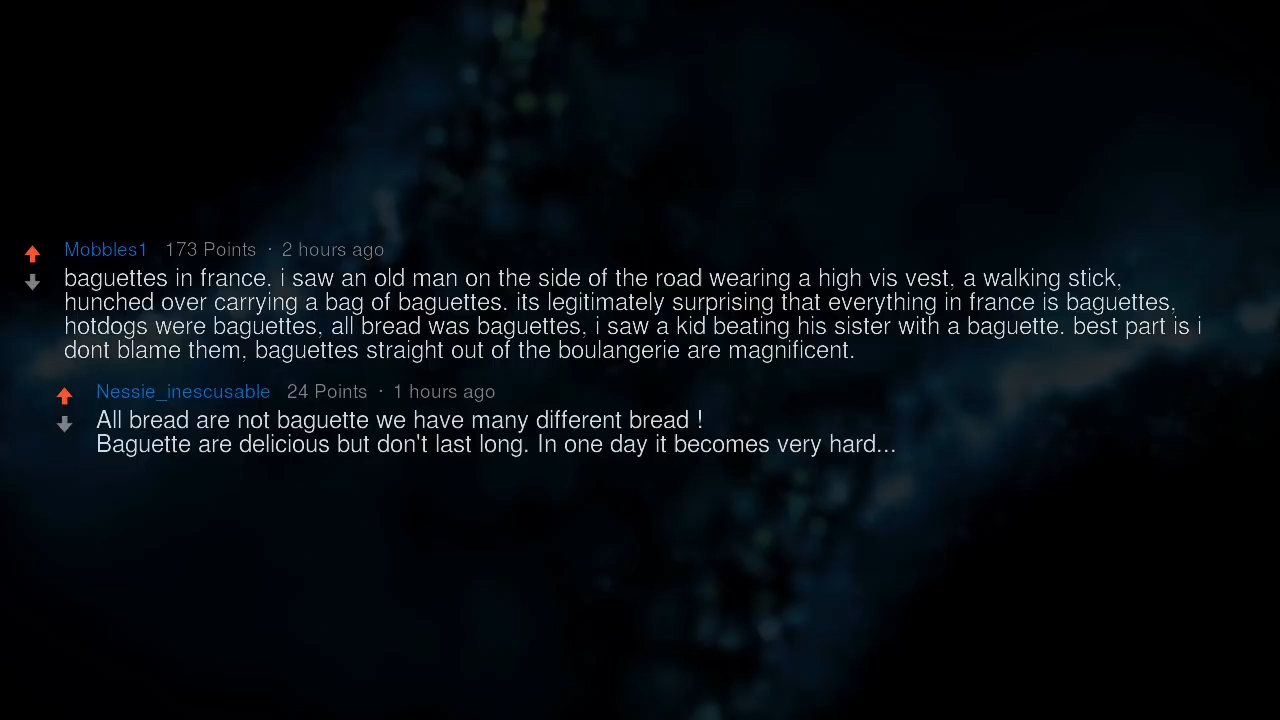 Mobbles1 173 Points · 2 hours ago
baguettes in france. i saw an old man on the side of the road wearing a high vis vest, a walking stick,
hunched over carrying a bag of baguettes. its legitimately surprising that everything in france is baguettes,
hotdogs were baguettes, all bread was baguettes, i saw a kid beating his sister with a baguette. best part is i
dont blame them, baguettes straight out of the boulangerie are magnificent.
Nessie_inescusable 24 Points · 1 hours ago
All bread are not baguette we have many different bread !
Baguette are delicious but don't last long. In one day it becomes very hard...